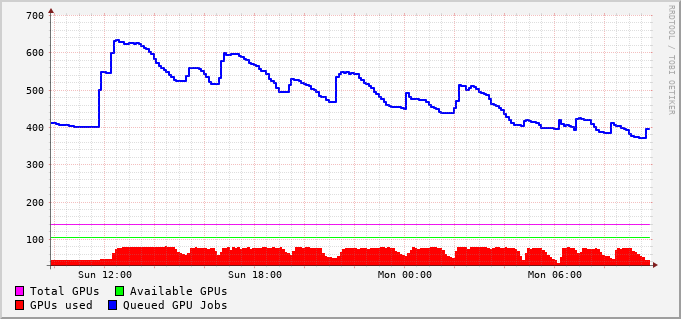 700
600
500
400
300
200
100
Sun 12:00 Sun 18:00 Mon 00:00 Mon 06:00
Total GPUs Available GPUs
GPUs used Queued GPU Jobs
RRDTOOL / TOBI OETIKER